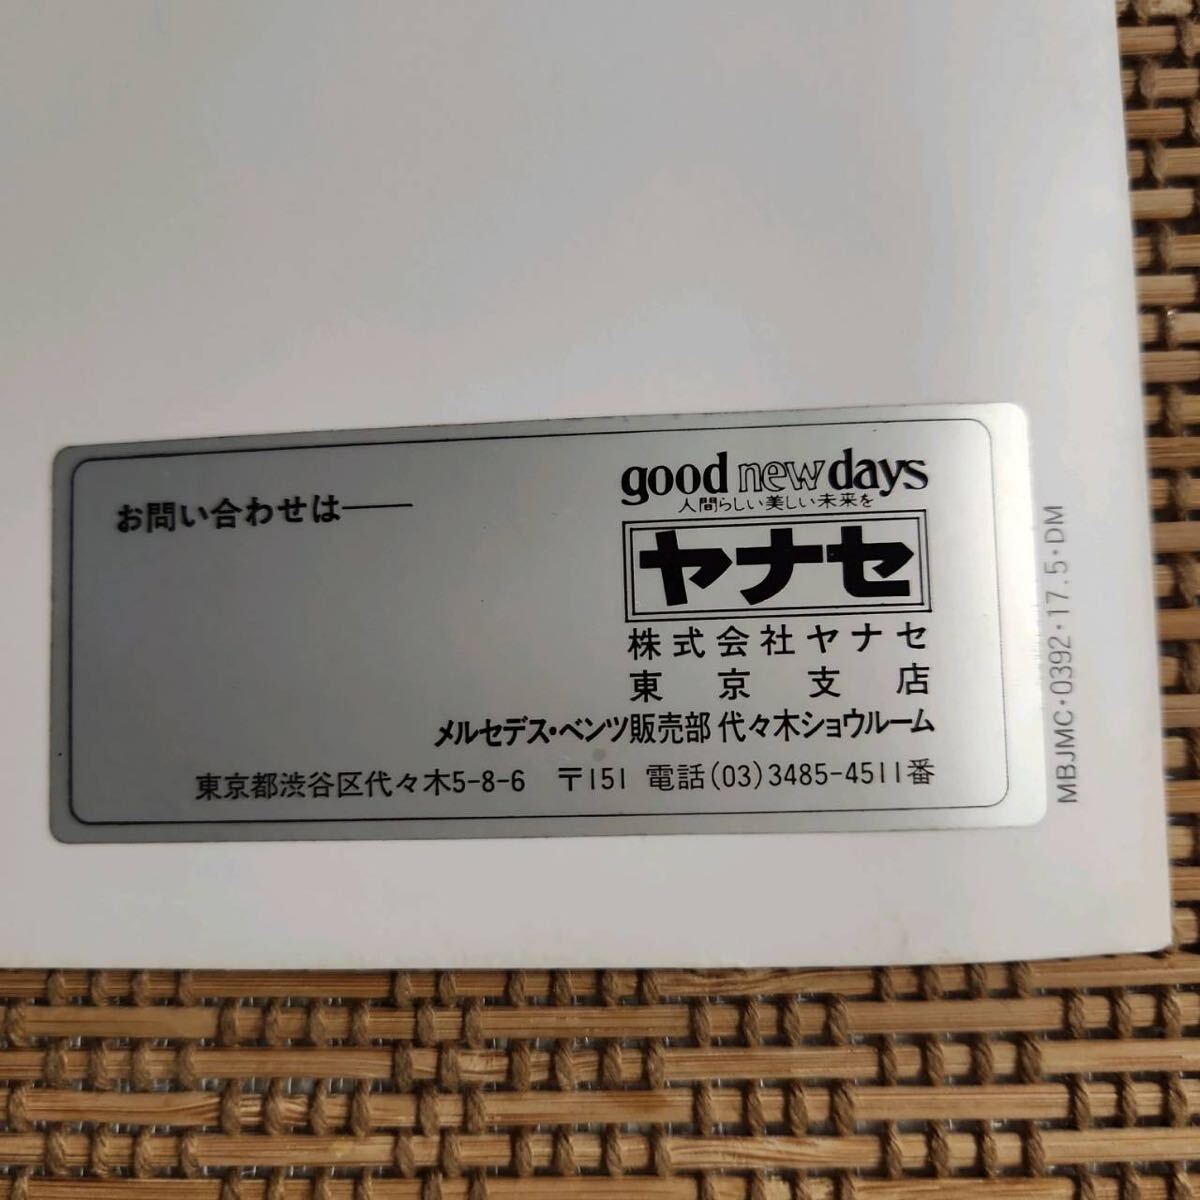 お問い合わせは──
good new days
人間らしい美しい未来を
ヤナセ
株式会社ヤナセ
東京支店
メルセデス・ベンツ販売部 代々木ショウルーム
東京都渋谷区代々木5-8-6 〒151 電話(03)3485-4511番
MBJMC・0392・17.5・DM